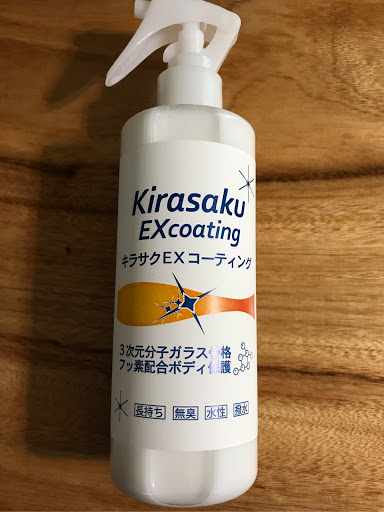 Kirasaku
EXcoating
キラサクEXコーティング
3次元分子ガラス骨格
フッ素配合ボディ保護
長持ち 無臭 水性 撥水